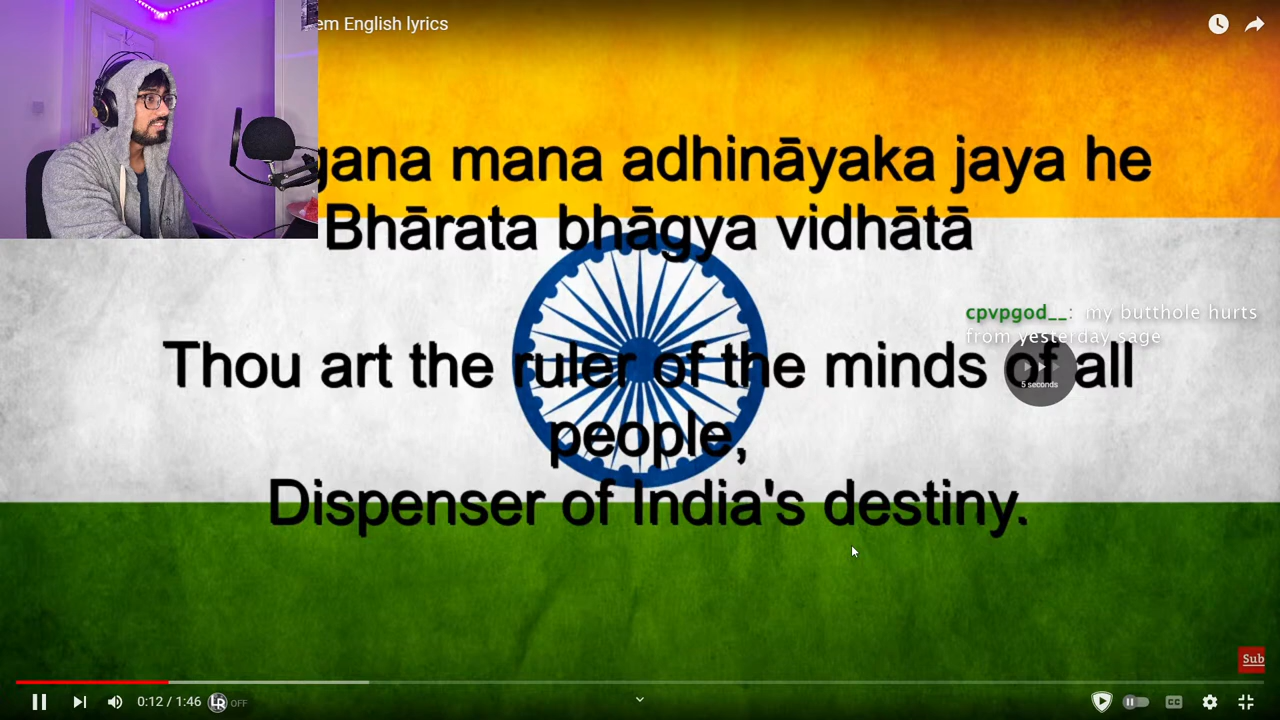 em English lyrics
gana mana adhināyaka jaya he
Bhārata bhāgya vidhātā
cpvpgod__: my butthole hurts
from yesterday sage
Thou art the ruler of the minds of all
5 seconds
people,
Dispenser of India's destiny.
Sub
0:12 / 1:46
LR OFF
CC